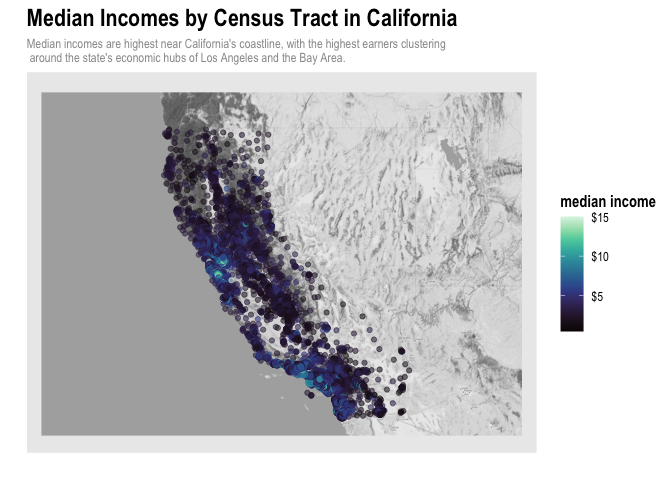 Median Incomes by Census Tract in California
Median incomes are highest near California's coastline, with the highest earners clustering
around the state's economic hubs of Los Angeles and the Bay Area.
median income
$15
$10
$5